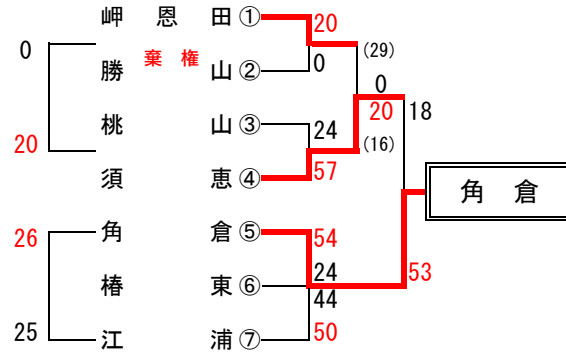 岬 恩 田 ① 20
0 (29)
棄 権
勝 山 ② 0 0
20 18
桃 山 ③ 24
20 (16)
須 恵 ④ 57
角 倉
26 角 倉 ⑤ 54
24 53
椿 東 ⑥
44
25 江 浦 ⑦ 50